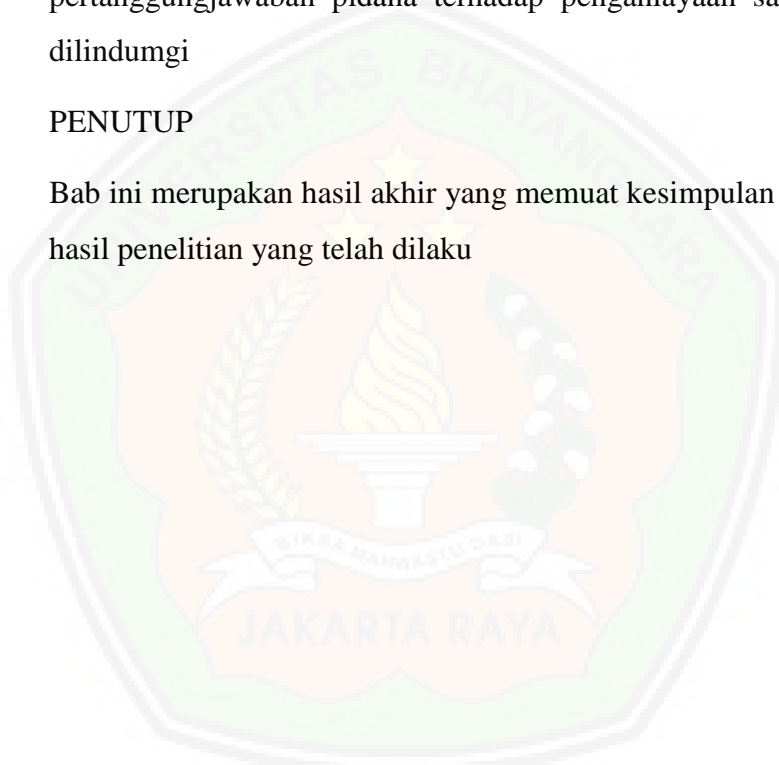 pertanggungjawaban pidana terhadap penganiayaan
dilindumgi
PENUTUP
Bab ini merupakan hasil akhir yang memuat kesimpulan
hasil penelitian yang telah dilaku
UNIVERSITAS BHAYANGKARA
JAKARTA RAYA